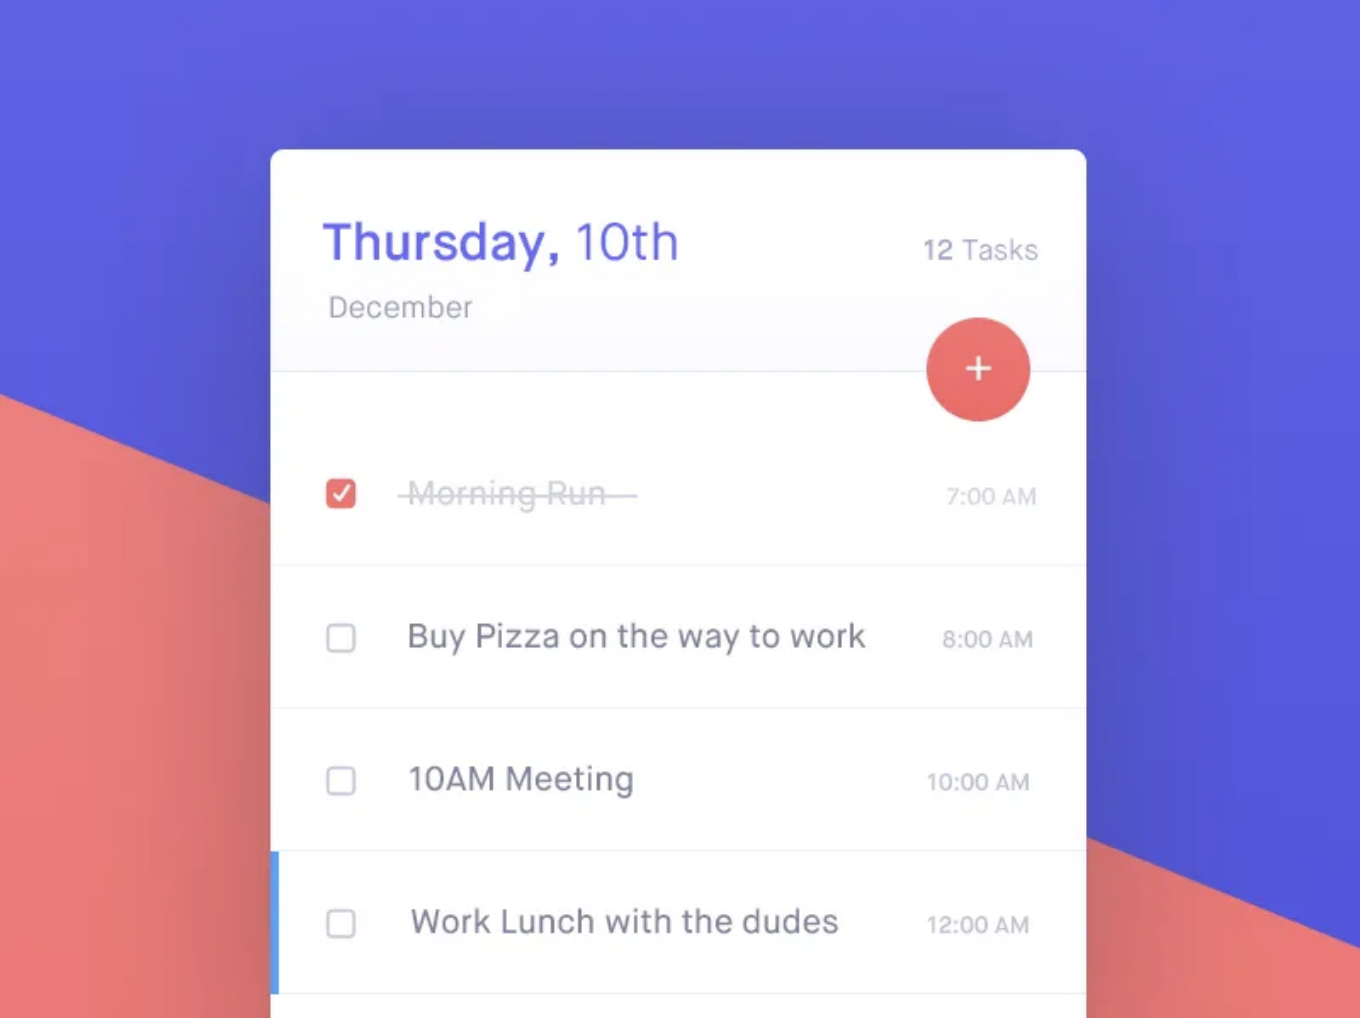 Thursday, 10th
12 Tasks
December
+
Morning Run
7:00 AM
Buy Pizza on the way to work
8:00 AM
10AM Meeting
10:00 AM
Work Lunch with the dudes
12:00 AM